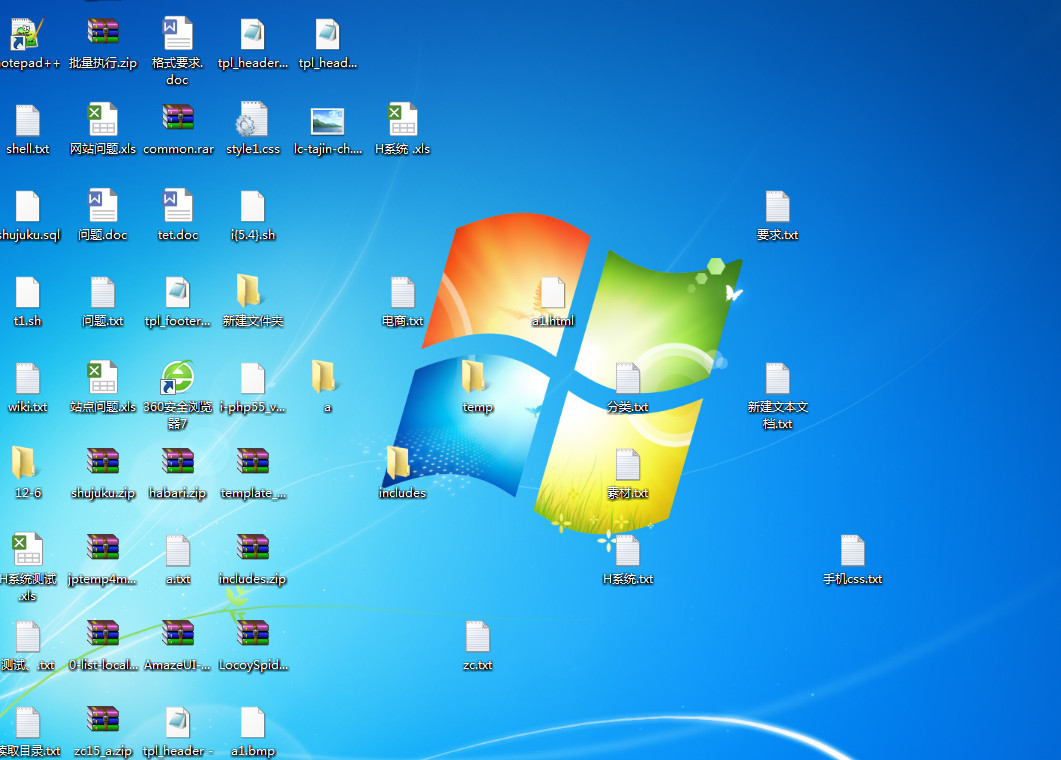 otepad++
批量执行.zip
格式要求.
doc
tpl_header...
tpl_head...
shell.txt
网站问题.xls
common.rar
style1.css
lc-tajin-ch....
H系统 .xls
shujuku.sql
问题.doc
tet.doc
i{5.4}.sh
要求.txt
t1.sh
问题.txt
tpl_footer...
新建文件夹
电商.txt
a1.html
wiki.txt
站点问题.xls
360安全浏览
器7
i-php55_v...
a
temp
分类.txt
新建文本文
档.txt
12-6
shujuku.zip
habari.zip
template_...
includes
素材.txt
H系统测试
.xls
jptemp4m...
a.txt
includes.zip
H系统.txt
手机css.txt
测试、.txt
0-list-local...
AmazeUI-...
LocoySpid...
zc.txt
读取目录.txt
zc15_a.zip
tpl_header -
a1.bmp